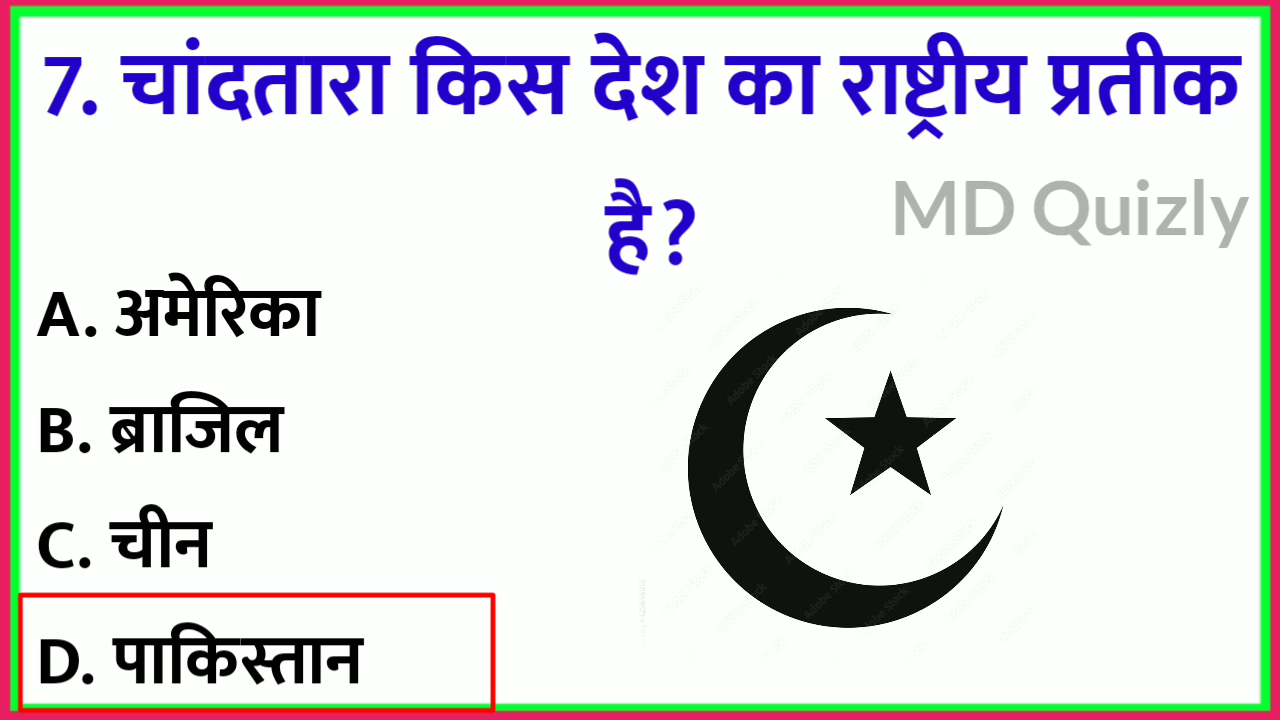 7. चांदतारा किस देश का राष्ट्रीय प्रतीक
है?
MD Quizly
A. अमेरिका
B. ब्राजिल
C. चीन
D. पाकिस्तान